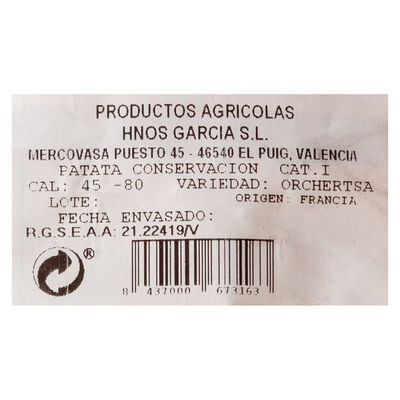 PRODUCTOS AGRICOLAS
HNOS GARCIA S.L.
MERCOVASA PUESTO 45 - 46540 EL PUIG, VALENCIA
PATATA CONSERVACION CAT.I
CAL: 45 -80 VARIEDAD: ORCHERTSA
LOTE: ORIGEN: FRANCIA
FECHA ENVASADO:
R.G.S.E.A.A: 21.22419/V
®
8 437000 673163